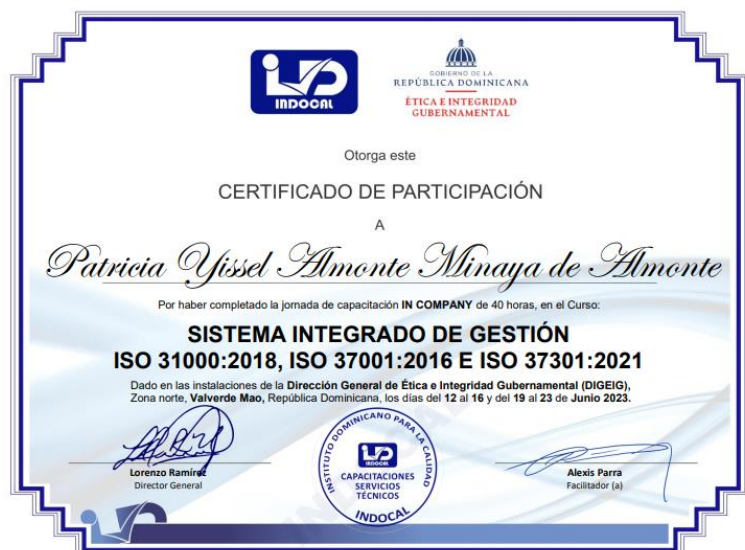 INDOCAL
GOBIERNO DE LA
REPÚBLICA DOMINICANA
ÉTICA E INTEGRIDAD
GUBERNAMENTAL
Otorga este
CERTIFICADO DE PARTICIPACIÓN
A
Patricia Yissel Almonte Minaya de Almonte
Por haber completado la jornada de capacitación IN COMPANY de 40 horas, en el Curso:
SISTEMA INTEGRADO DE GESTIÓN
ISO 31000:2018, ISO 37001:2016 E ISO 37301:2021
Dado en las instalaciones de la Dirección General de Ética e Integridad Gubernamental (DIGEIG),
Zona norte, Valverde Mao, República Dominicana, los días del 12 al 16 y del 19 al 23 de Junio 2023.
Lorenzo Ramírez
Director General
INSTITUTO DOMINICANO PARA LA CALIDAD
INDOCAL
CAPACITACIONES
SERVICIOS
TÉCNICOS
INDOCAL
Alexis Parra
Facilitador (a)